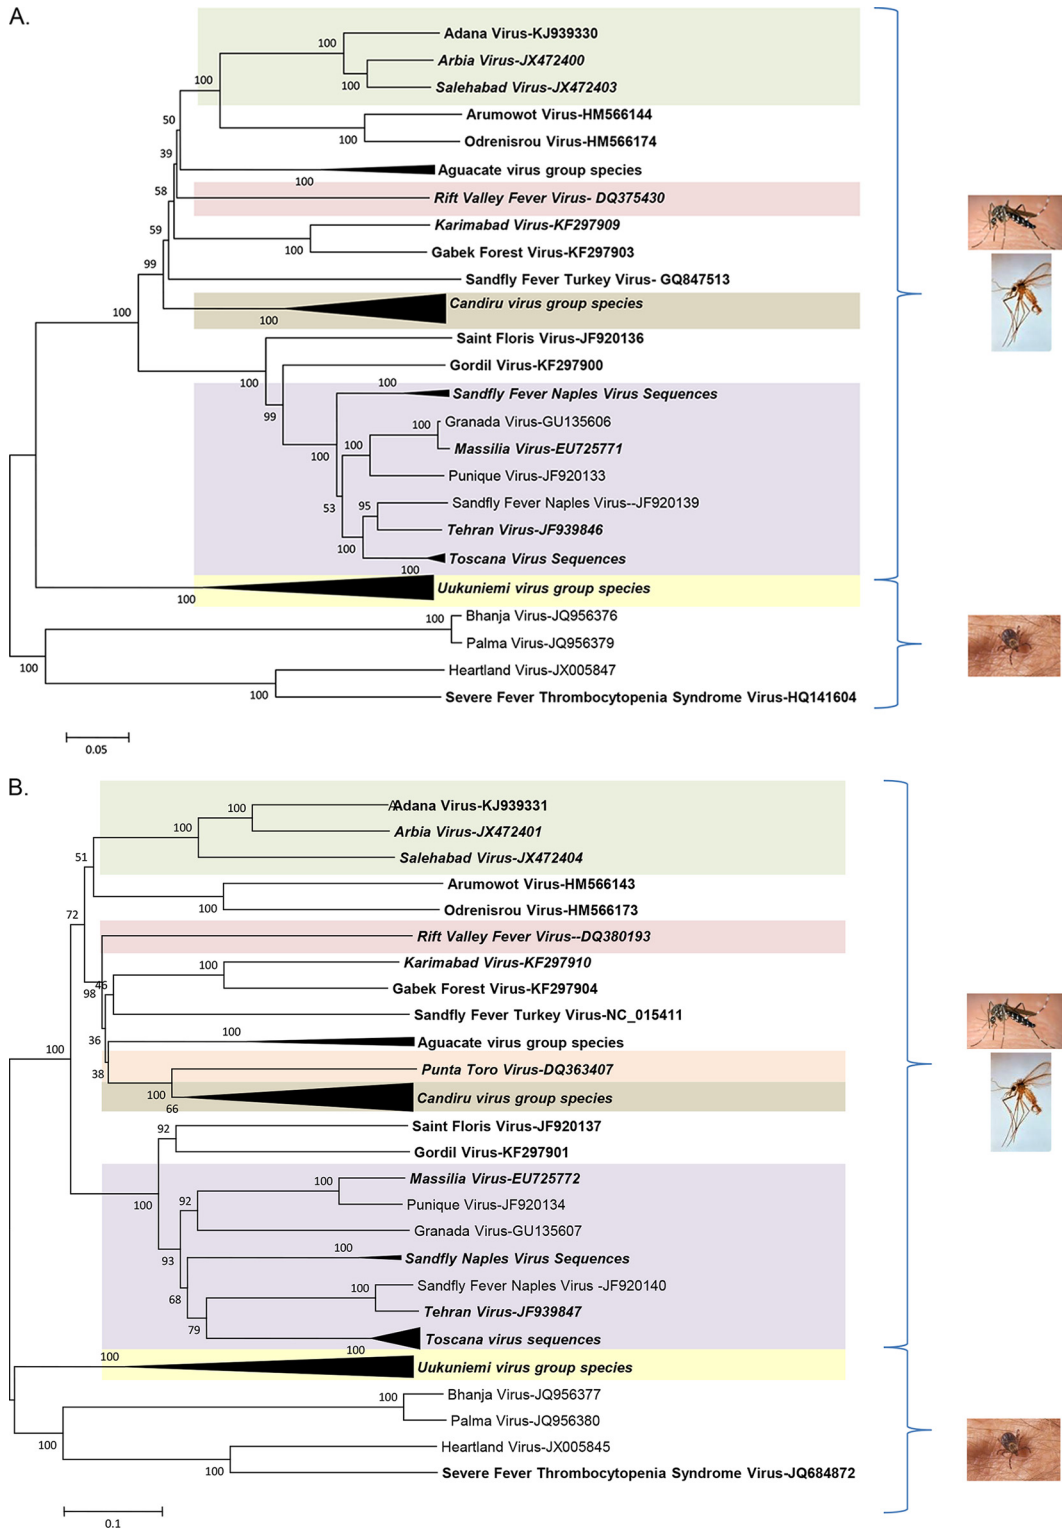 A.
Adana Virus-KJ939330
100
Arbia Virus-JX472400
100
Salehabad Virus-JX472403
100
Arumowot Virus-HM566144
50
100
Odrenisrou Virus-HM566174
39
Aguacate virus group species
100
58
Rift Valley Fever Virus- DQ375430
Karimabad Virus-KF297909
59
100
Gabek Forest Virus-KF297903
99
Sandfly Fever Turkey Virus- GQ847513
Candiru virus group species
100
100
Saint Floris Virus-JF920136
Gordil Virus-KF297900
100
100
Sandfly Fever Naples Virus Sequences
99
Granada Virus-GU135606
100
100
Massilia Virus-EU725771
100
Punique Virus-JF920133
Sandfly Fever Naples Virus--JF920139
95
53
Tehran Virus-JF939846
100
Toscana Virus Sequences
100
Uukuniemi virus group species
100
Bhanja Virus-JQ956376
100
Palma Virus-JQ956379
100
Heartland Virus-JX005847
100
Severe Fever Thrombocytopenia Syndrome Virus-HQ141604
0.05
B.
Adana Virus-KJ939331
100
100
Arbia Virus-JX472401
51
Salehabad Virus-JX472404
Arumowot Virus-HM566143
100
Odrenisrou Virus-HM566173
72
Rift Valley Fever Virus--DQ380193
Karimabad Virus-KF297910
100
46
98
Gabek Forest Virus-KF297904
Sandfly Fever Turkey Virus-NC_015411
36
100
Aguacate virus group species
100
38
Punta Toro Virus-DQ363407
100
Candiru virus group species
66
Saint Floris Virus-JF920137
92
Gordil Virus-KF297901
100
Massilia Virus-EU725772
100
92
Punique Virus-JF920134
Granada Virus-GU135607
93
100
Sandfly Naples Virus Sequences
Sandfly Fever Naples Virus -JF920140
100
68
Tehran Virus-JF939847
79
Toscana virus sequences
100
100
Uukuniemi virus group species
Bhanja Virus-JQ956377
100
Palma Virus-JQ956380
100
Heartland Virus-JX005845
100
Severe Fever Thrombocytopenia Syndrome Virus-JQ684872
0.1